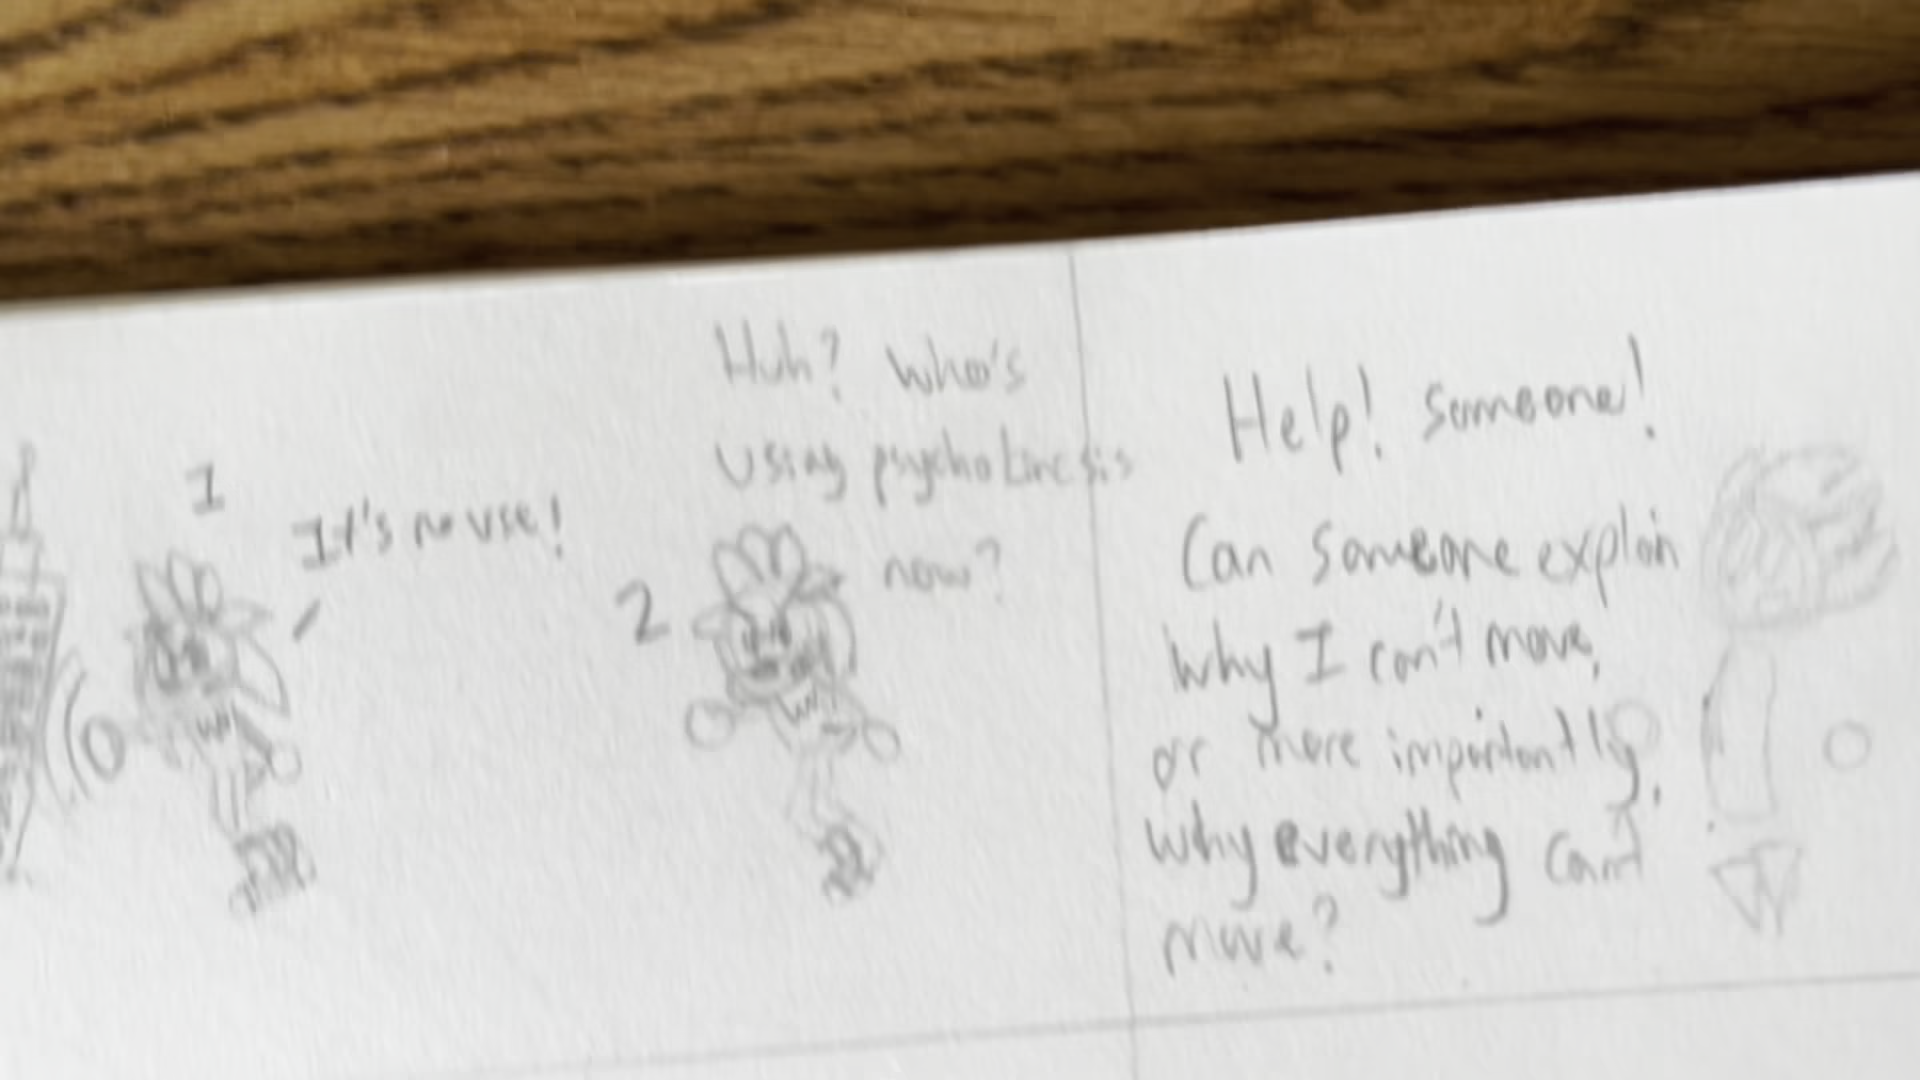 1
It's no use!
2
Huh? Who's
using psychokinesis
now?
Help! Someone!
Can someone explain
why I can't move,
or more importantly,
why everything can't
move?